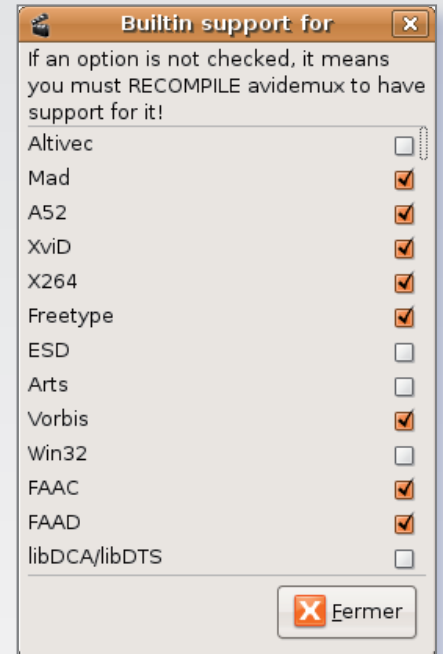 Builtin support for
If an option is not checked, it means
you must RECOMPILE avidemux to have
support for it!
Altivec
Mad
A52
XviD
X264
Freetype
ESD
Arts
Vorbis
Win32
FAAC
FAAD
libDCA/libDTS
Fermer